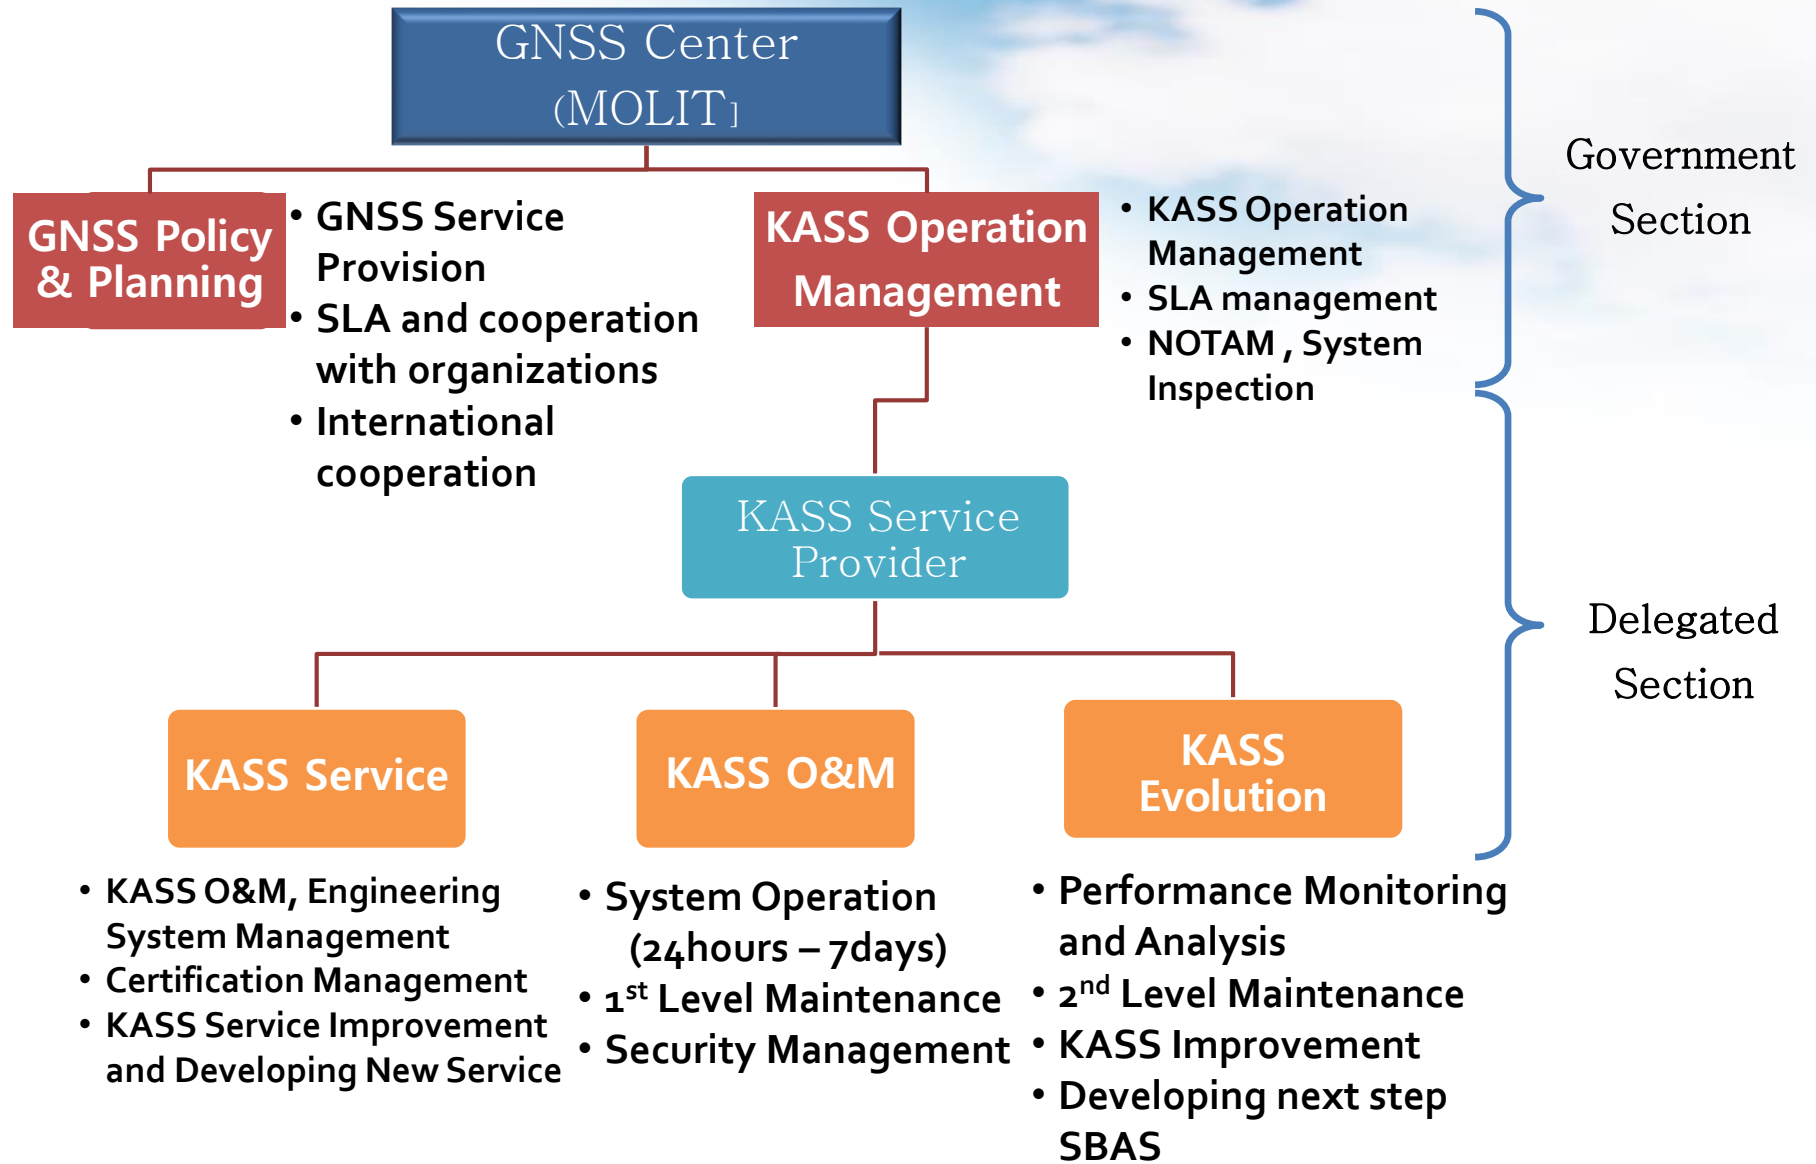 GNSS Center
(MOLIT]
Government
Section
GNSS Policy
& Planning
• GNSS Service
Provision
• SLA and cooperation
with organizations
• International
cooperation
KASS Operation
Management
• KASS Operation
Management
• SLA management
• NOTAM , System
Inspection
KASS Service
Provider
Delegated
Section
KASS Service
KASS O&M
KASS
Evolution
• KASS O&M, Engineering
System Management
• Certification Management
• KASS Service Improvement
and Developing New Service
• System Operation
(24hours – 7days)
• 1st Level Maintenance
• Security Management
• Performance Monitoring
and Analysis
• 2nd Level Maintenance
• KASS Improvement
• Developing next step
SBAS